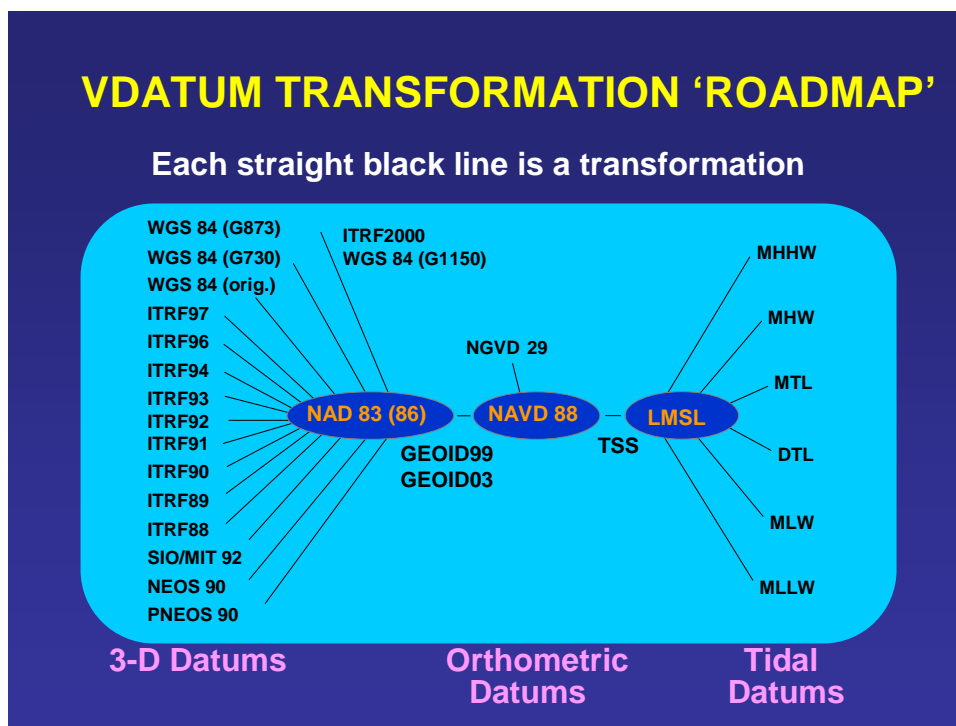 VDATUM TRANSFORMATION ‘ROADMAP’
Each straight black line is a transformation
WGS 84 (G873)
WGS 84 (G730)
WGS 84 (orig.)
ITRF97
ITRF96
ITRF94
ITRF93
ITRF92
ITRF91
ITRF90
ITRF89
ITRF88
SIO/MIT 92
NEOS 90
PNEOS 90
ITRF2000
WGS 84 (G1150)
NAD 83 (86)
GEOID99
GEOID03
NGVD 29
NAVD 88
TSS
LMSL
MHHW
MHW
MTL
DTL
MLW
MLLW
3-D Datums
Orthometric
Datums
Tidal
Datums